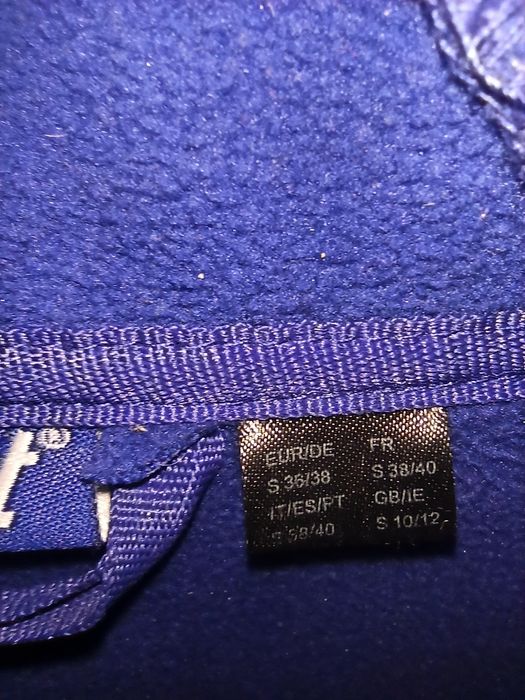 t®
EUR/DE
S 36/38
IT/ES/PT
S 38/40
FR
S 38/40
GB/IE
S 10/12